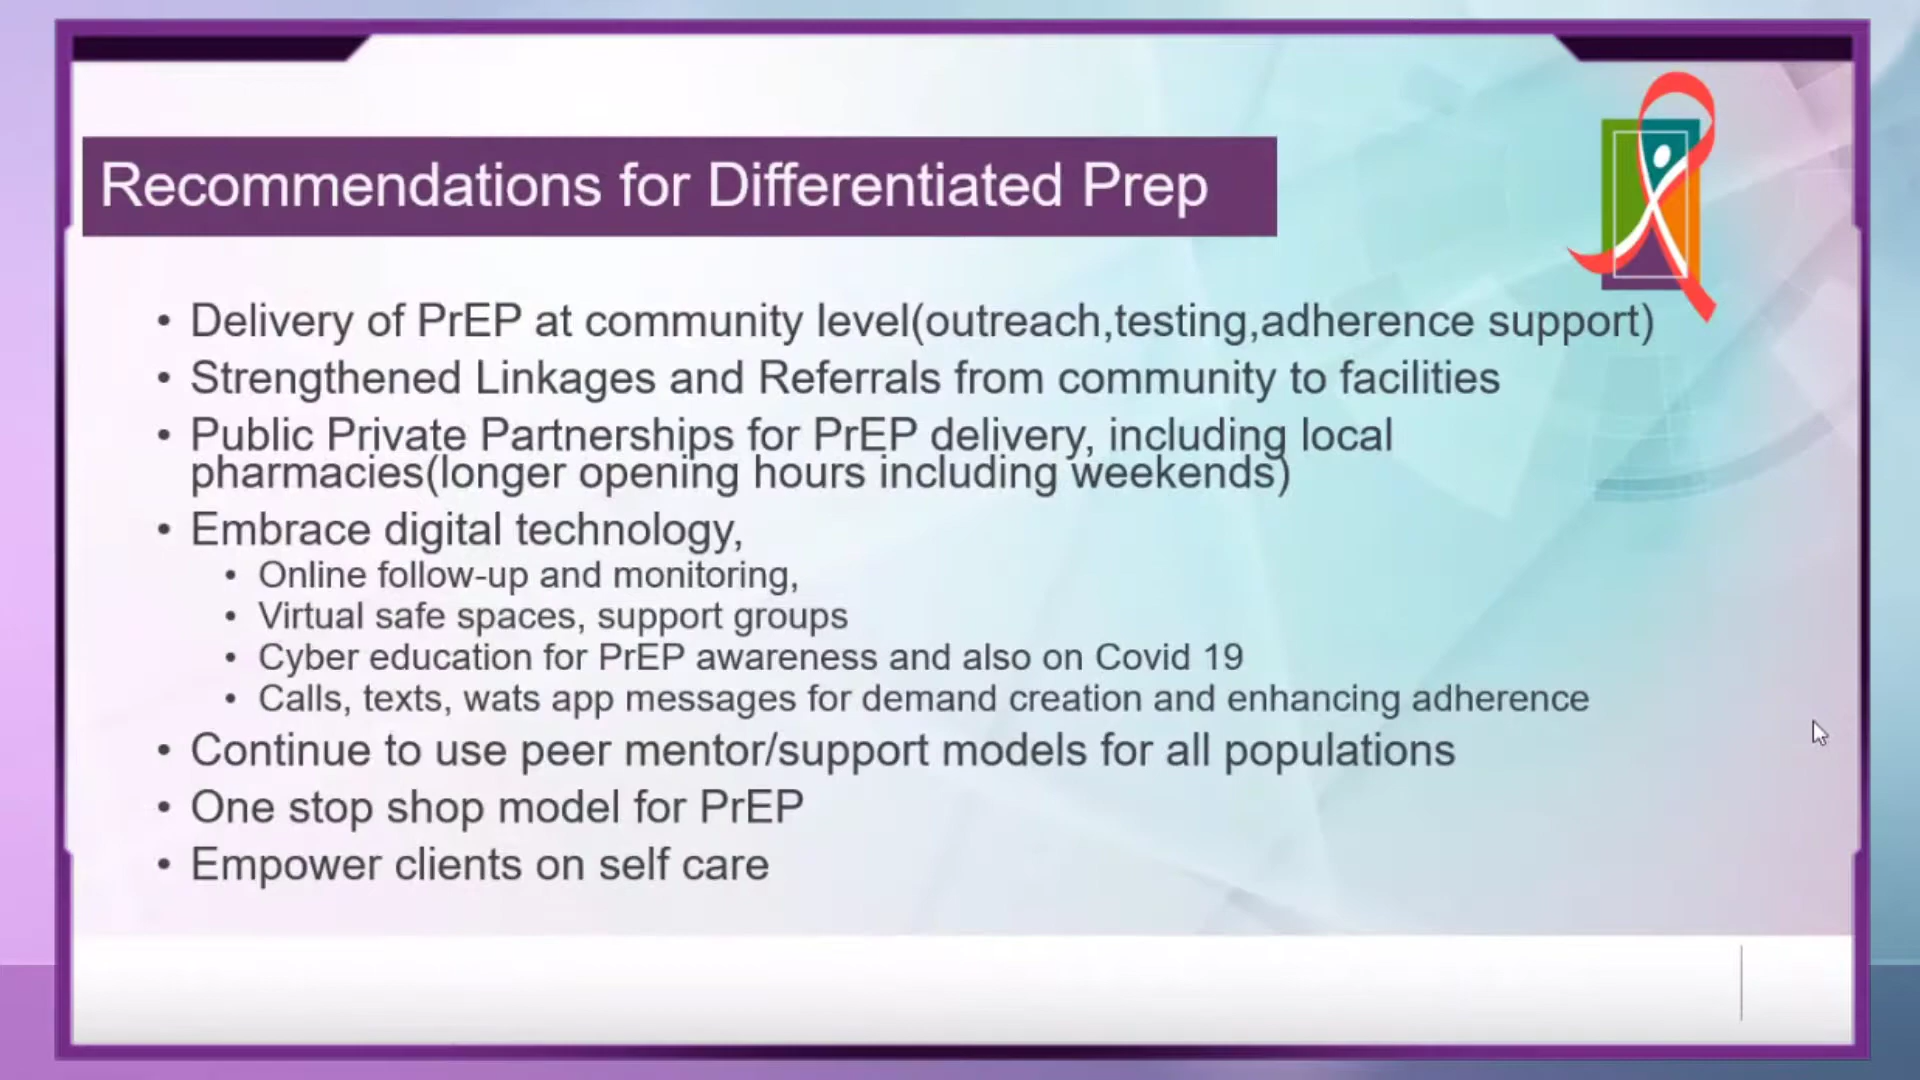 Recommendations for Differentiated Prep
• Delivery of PrEP at community level(outreach,testing,adherence support)
• Strengthened Linkages and Referrals from community to facilities
• Public Private Partnerships for PrEP delivery, including local
pharmacies(longer opening hours including weekends)
• Embrace digital technology,
• Online follow-up and monitoring,
• Virtual safe spaces, support groups
• Cyber education for PrEP awareness and also on Covid 19
• Calls, texts, wats app messages for demand creation and enhancing adherence
• Continue to use peer mentor/support models for all populations
• One stop shop model for PrEP
• Empower clients on self care